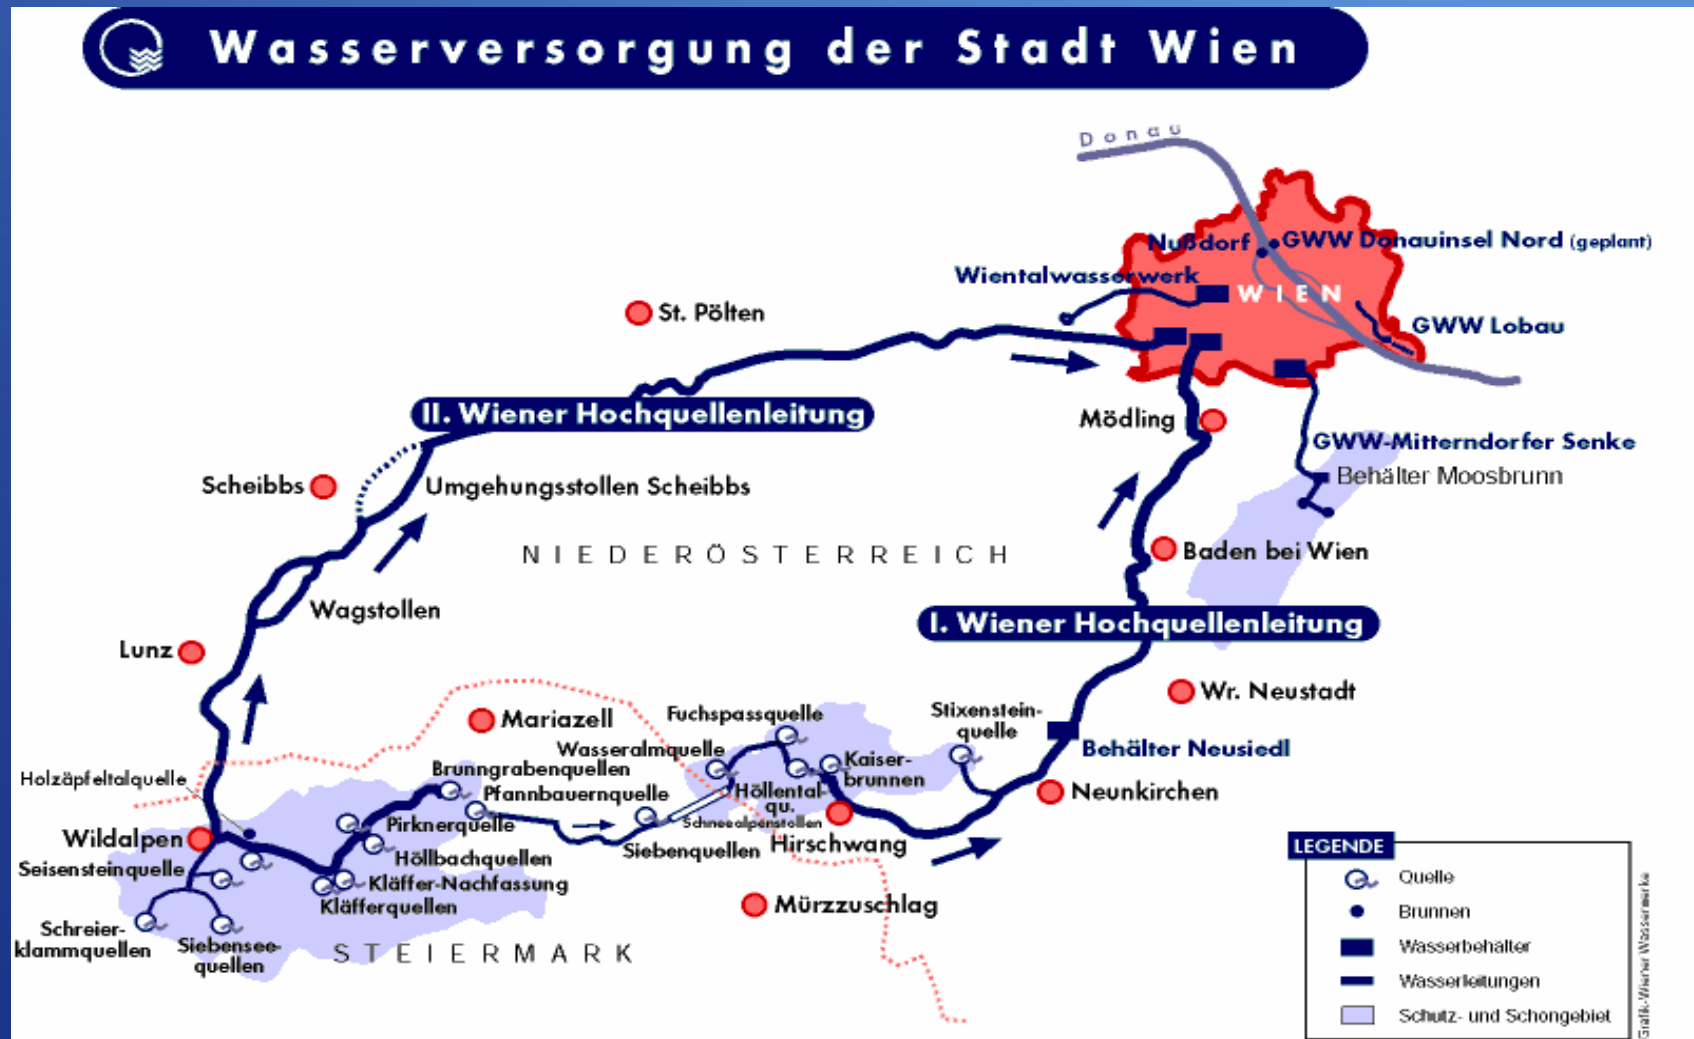 Wasserversorgung der Stadt Wien
Donau
Nußdorf
GWW Donauinsel Nord (geplant)
Wientalwasserwerk
WIEN
St. Pölten
GWW Lobau
II. Wiener Hochquellenleitung
Mödling
GWW-Mitterndorfer Senke
Behälter Moosbrunn
Scheibbs
Umgehungsstollen Scheibbs
NIEDERÖSTERREICH
Baden bei Wien
Wagstollen
I. Wiener Hochquellenleitung
Lunz
Wr. Neustadt
Mariazell
Fuchspassquelle
Stixenstein-
quelle
Wasseralmquelle
Behälter Neusiedl
Holzäpfeltalquelle
Brunngrabenquellen
Kaiser-
brunnen
Pfannbauernquelle
Höllental-
qu.
Neunkirchen
Pirknerquelle
Schneealpenstollen
Wildalpen
Siebenquellen
Hirschwang
Höllbachquellen
Seisensteinquelle
Kläffer-Nachfassung
Kläfferquellen
Mürzzuschlag
Schreier-
klammquellen
Siebensee-
quellen
STEIERMARK
LEGENDE
Quelle
Brunnen
Wasserbehälter
Wasserleitungen
Schutz- und Schongebiet
Grafik-Wiener Wasserwerke